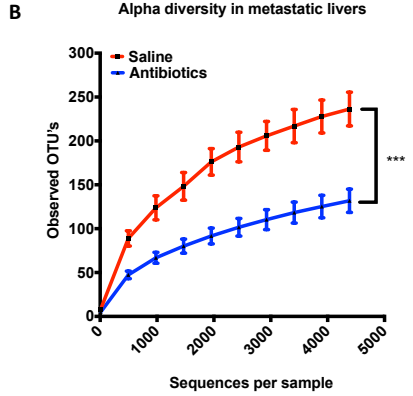 B
Alpha diversity in metastatic livers
Saline
Antibiotics
Observed OTU's
300
250
200
150
100
50
0
***
0 1000 2000 3000 4000 5000
Sequences per sample